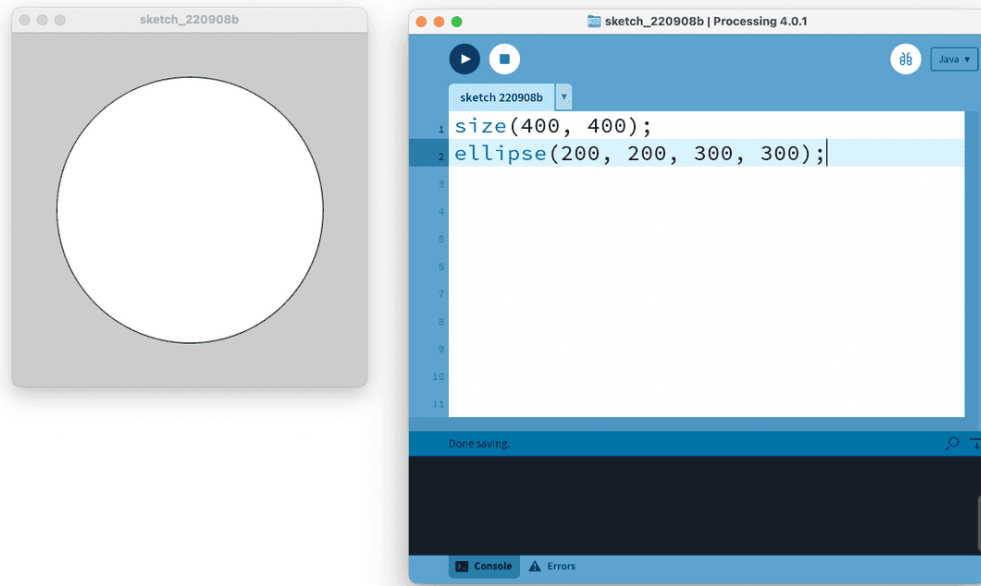 sketch_220908b
sketch_220908b | Processing 4.0.1
Java
sketch 220908b
1 size(400, 400);
2 ellipse(200, 200, 300, 300);
3
4
5
6
7
8
9
10
11
Done saving.
Console Errors